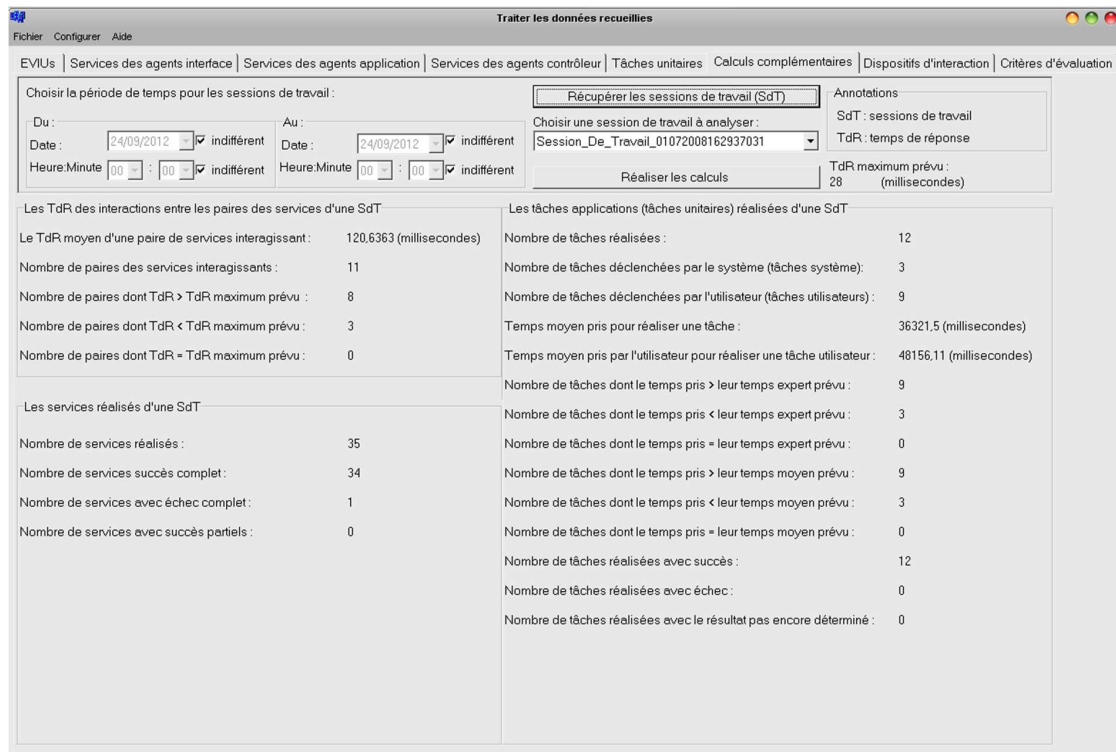 Traiter les données recueillies
Fichier Configurer Aide
EVIUs Services des agents interface Services des agents application Services des agents contrôleur Tâches unitaires Calculs complémentaires Dispositifs d'interaction Critères d'évaluation
Choisir la période de temps pour les sessions de travail :
Du :
Date : 24/09/2012 indifférent
Heure:Minute 00 : 00 indifférent
Au :
Date : 24/09/2012 indifférent
Heure:Minute 00 : 00 indifférent
Récupérer les sessions de travail (SdT)
Choisir une session de travail à analyser :
Session_De_Travail_01072008162937031
Réaliser les calculs
Annotations
SdT : sessions de travail
TdR : temps de réponse
TdR maximum prévu :
28 (millisecondes)
Les TdR des interactions entre les paires des services d'une SdT
Le TdR moyen d'une paire de services interagissant : 120,6363 (millisecondes)
Nombre de paires des services interagissants : 11
Nombre de paires dont TdR > TdR maximum prévu : 8
Nombre de paires dont TdR < TdR maximum prévu : 3
Nombre de paires dont TdR = TdR maximum prévu : 0
Les services réalisés d'une SdT
Nombre de services réalisés : 35
Nombre de services succès complet : 34
Nombre de services avec échec complet : 1
Nombre de services avec succès partiels : 0
Les tâches applications (tâches unitaires) réalisées d'une SdT
Nombre de tâches réalisées : 12
Nombre de tâches déclenchées par le système (tâches système): 3
Nombre de tâches déclenchées par l'utilisateur (tâches utilisateurs) : 9
Temps moyen pris pour réaliser une tâche : 36321,5 (millisecondes)
Temps moyen pris par l'utilisateur pour réaliser une tâche utilisateur : 48156,11 (millisecondes)
Nombre de tâches dont le temps pris > leur temps expert prévu : 9
Nombre de tâches dont le temps pris < leur temps expert prévu : 3
Nombre de tâches dont le temps pris = leur temps expert prévu : 0
Nombre de tâches dont le temps pris > leur temps moyen prévu : 9
Nombre de tâches dont le temps pris < leur temps moyen prévu : 3
Nombre de tâches dont le temps pris = leur temps moyen prévu : 0
Nombre de tâches réalisées avec succès : 12
Nombre de tâches réalisées avec échec : 0
Nombre de tâches réalisées avec le résultat pas encore déterminé : 0